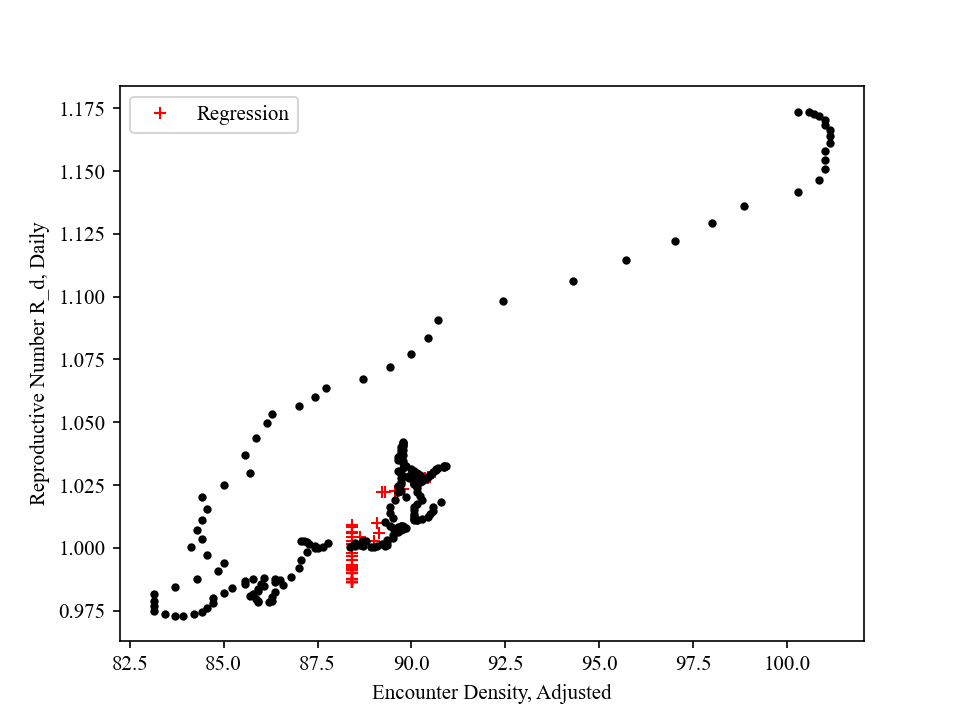 Regression
1.175
1.150
1.125
1.100
1.075
1.050
1.025
1.000
0.975
Reproductive Number R_d, Daily
82.5 85.0 87.5 90.0 92.5 95.0 97.5 100.0
Encounter Density, Adjusted